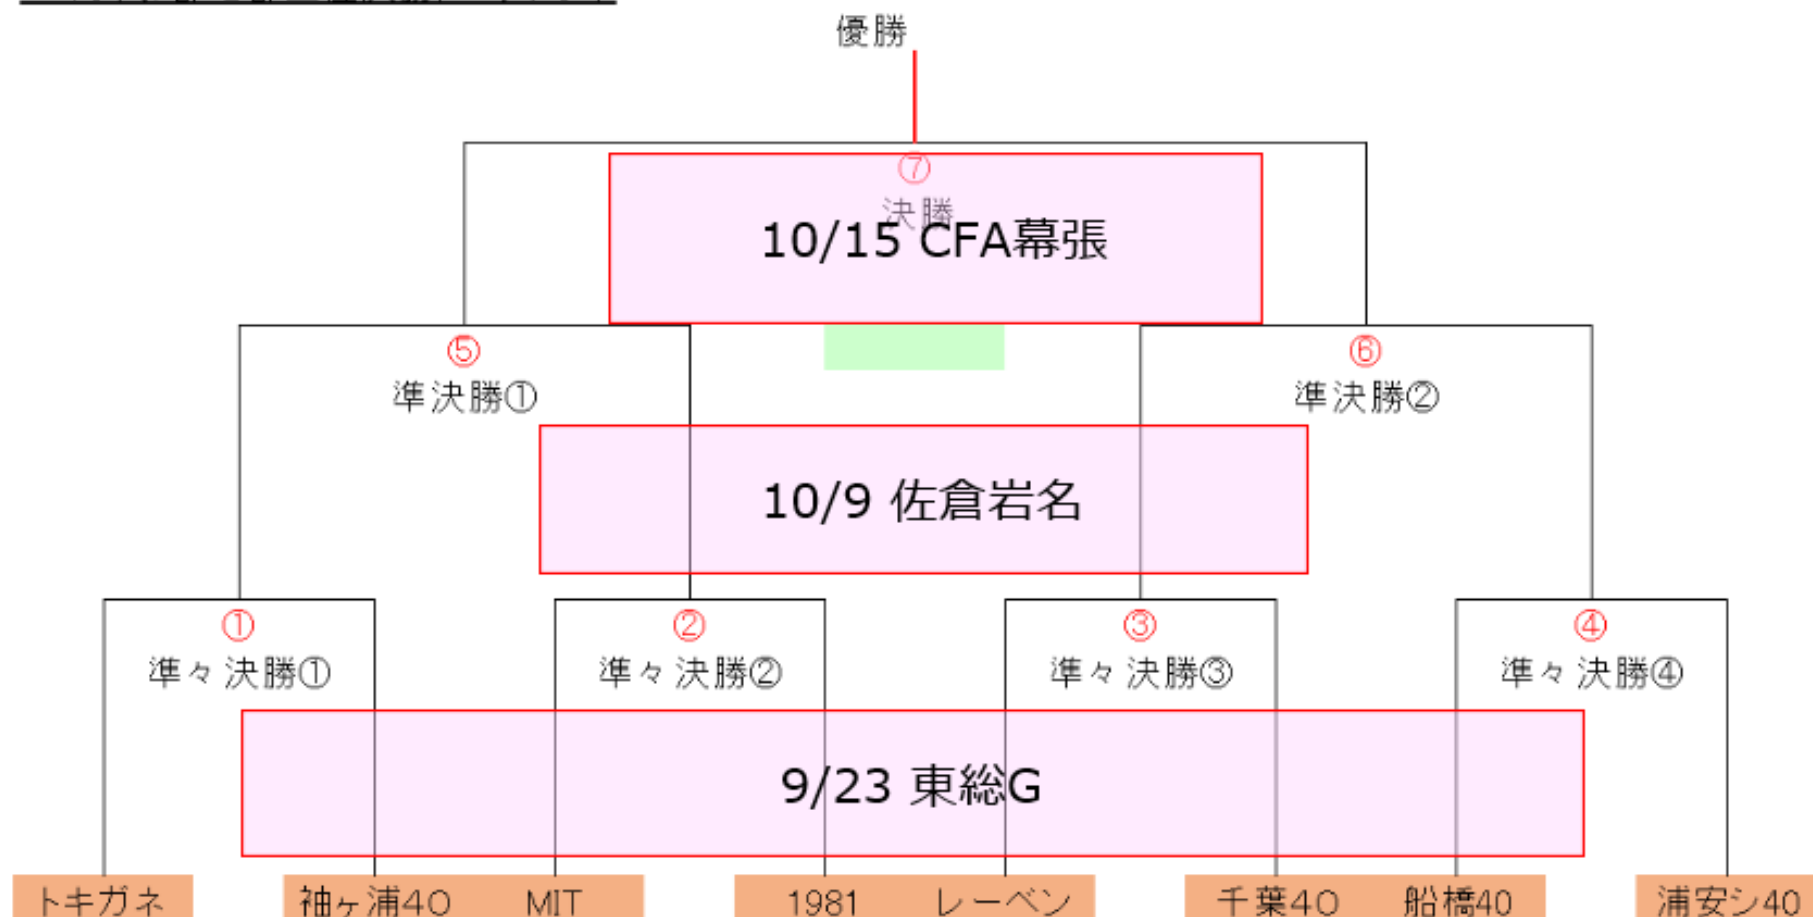 優勝
⑦
決勝
10/15 CFA幕張
⑤
⑥
準決勝①
準決勝②
10/9 佐倉岩名
①
②
③
④
準々決勝①
準々決勝②
準々決勝③
準々決勝④
9/23 東総G
トキガネ
袖ヶ浦40
MIT
1981
レーベン
千葉40
船橋40
浦安シ40